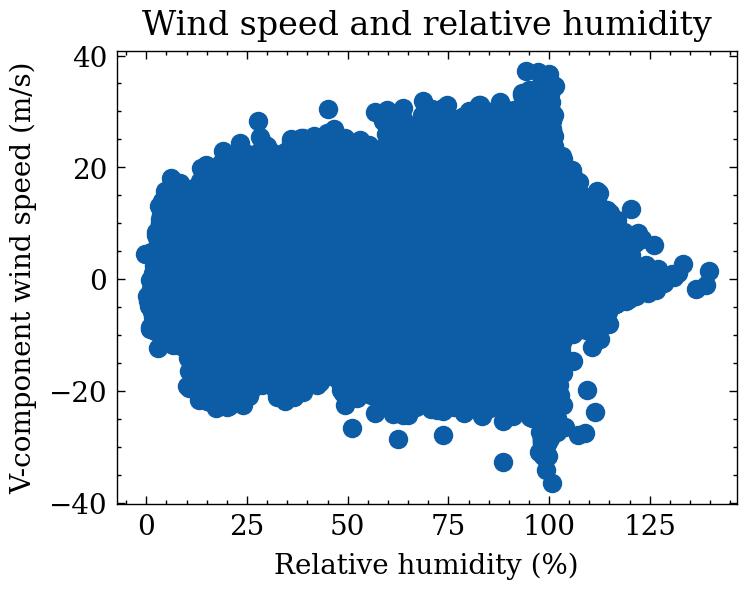 Wind speed and relative humidity
V-component wind speed (m/s)
40
20
0
−20
−40
0 25 50 75 100 125
Relative humidity (%)